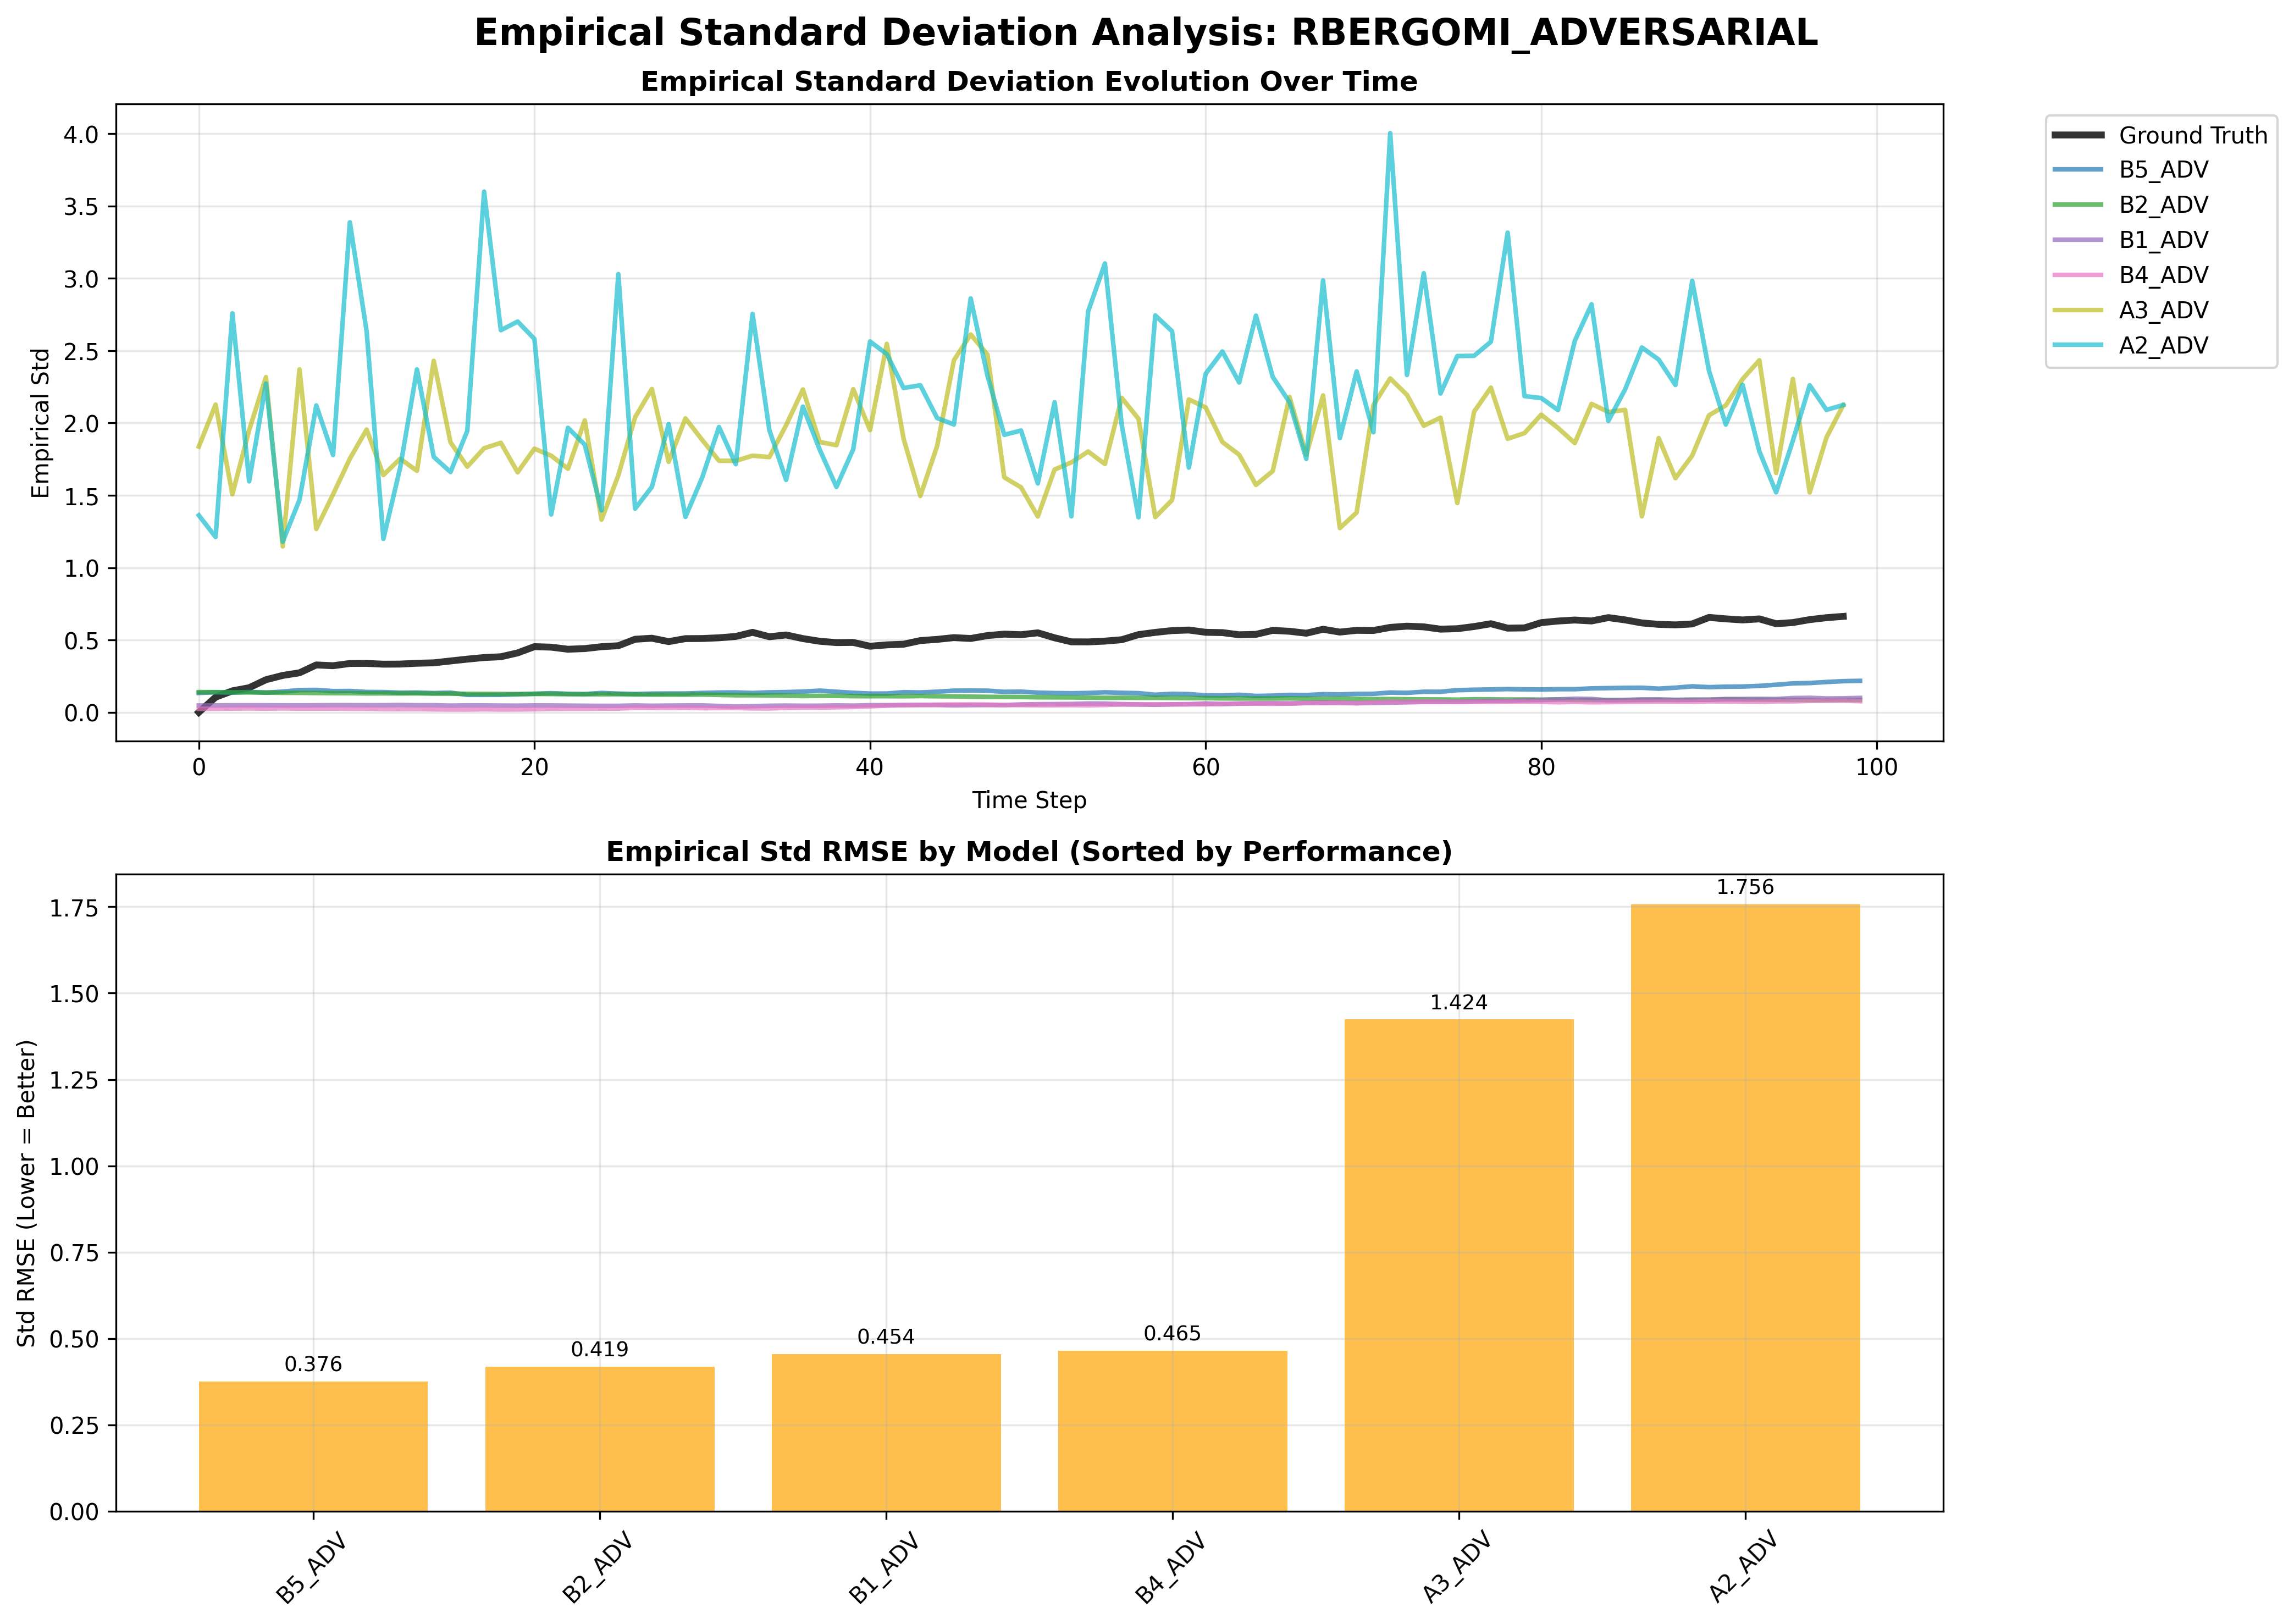 Empirical Standard Deviation Analysis: RBERGOMI_ADVERSARIAL
Empirical Standard Deviation Evolution Over Time
Empirical Std
4.0
3.5
3.0
2.5
2.0
1.5
1.0
0.5
0.0
0 20 40 60 80 100
Time Step
Ground Truth
B5_ADV
B2_ADV
B1_ADV
B4_ADV
A3_ADV
A2_ADV
Empirical Std RMSE by Model (Sorted by Performance)
Std RMSE (Lower = Better)
1.75
1.50
1.25
1.00
0.75
0.50
0.25
0.00
0.376
0.419
0.454
0.465
1.424
1.756
B5_ADV
B2_ADV
B1_ADV
B4_ADV
A3_ADV
A2_ADV